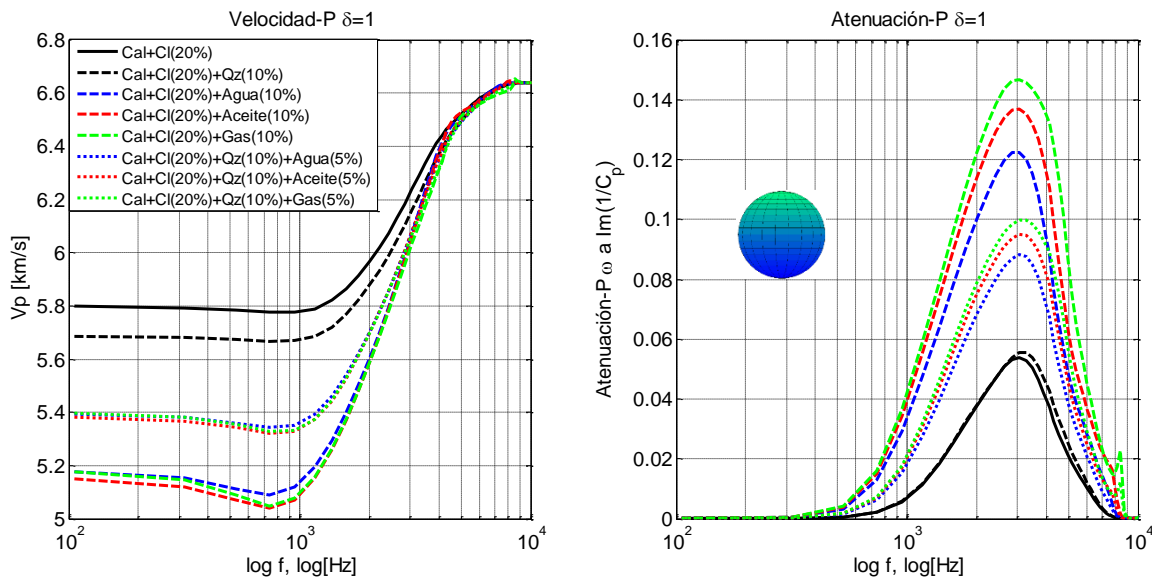 Velocidad-P δ=1
6.8
6.6
6.4
6.2
6
5.8
5.6
5.4
5.2
5
Vp [km/s]
Cal+Cl(20%)
Cal+Cl(20%)+Qz(10%)
Cal+Cl(20%)+Agua(10%)
Cal+Cl(20%)+Aceite(10%)
Cal+Cl(20%)+Gas(10%)
Cal+Cl(20%)+Qz(10%)+Agua(5%)
Cal+Cl(20%)+Qz(10%)+Aceite(5%)
Cal+Cl(20%)+Qz(10%)+Gas(5%)
10² 10³ 10⁴
log f, log[Hz]
Atenuación-P δ=1
0.16
0.14
0.12
0.1
0.08
0.06
0.04
0.02
0
Atenuación-P ω a Im(1/Cₚ)
10² 10³ 10⁴
log f, log[Hz]